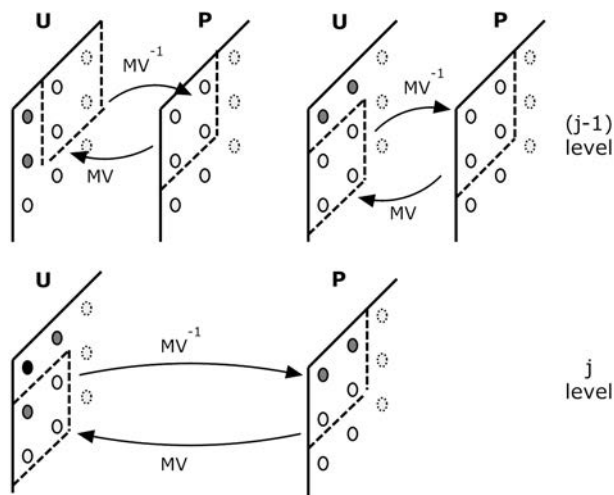 U P U P
MV-1 MV-1
MV MV
(j-1)
level
U P
MV-1
MV
j
level